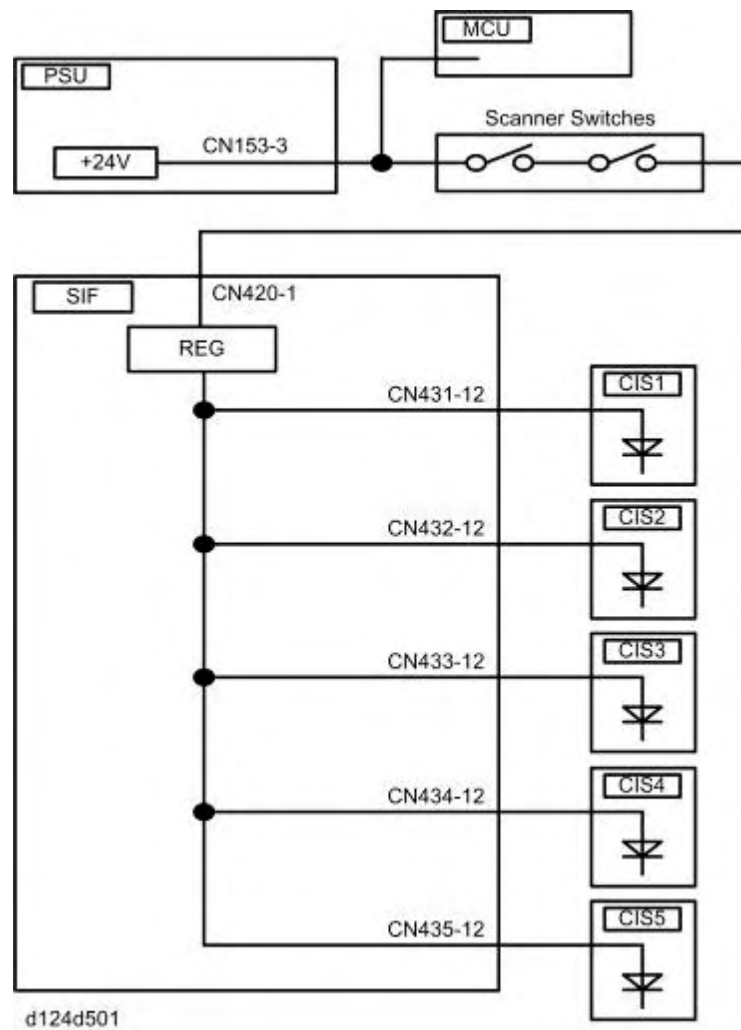 MCU
PSU
Scanner Switches
CN153-3
+24V
SIF
CN420-1
REG
CN431-12
CIS1
CN432-12
CIS2
CN433-12
CIS3
CN434-12
CIS4
CN435-12
CIS5
d124d501